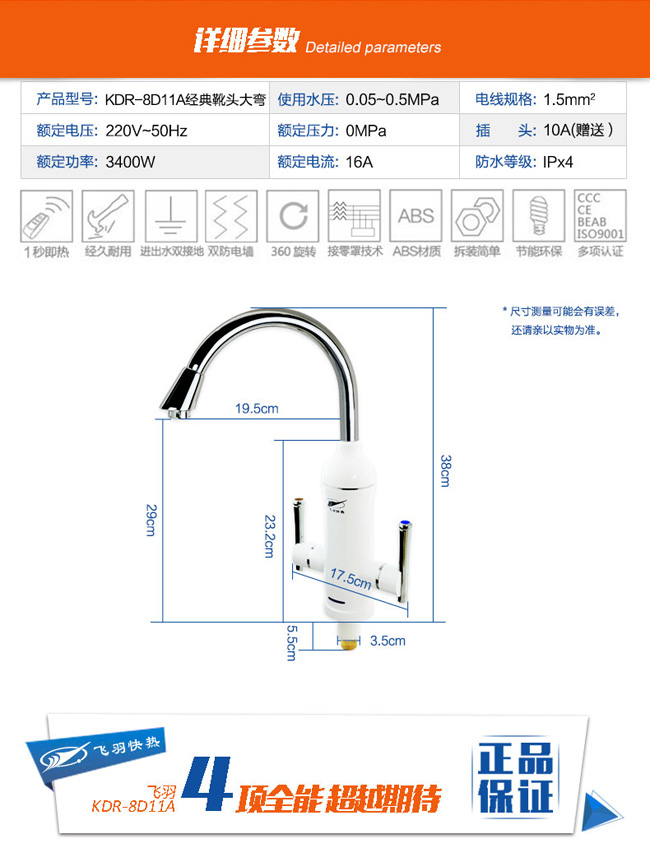 详细参数 Detailed parameters
产品型号: KDR-8D11A经典靴头大弯 使用水压: 0.05~0.5MPa 电线规格: 1.5mm²
额定电压: 220V~50Hz 额定压力: 0MPa 插 头: 10A(赠送)
额定功率: 3400W 额定电流: 16A 防水等级: IPx4
ABS
CCC
CE
BEAB
ISO9001
1秒即热 经久耐用 进出水双接地 双防电墙 360旋转 接零罩技术 ABS材质 拆装简单 节能环保 多项认证
*尺寸测量可能会有误差,
还请亲以实物为准。
19.5cm
38cm
29cm
23.2cm
17.5cm
5.5cm
3.5cm
飞羽快热
飞羽
KDR-8D11A
4项全能 超越期待
正品
保证